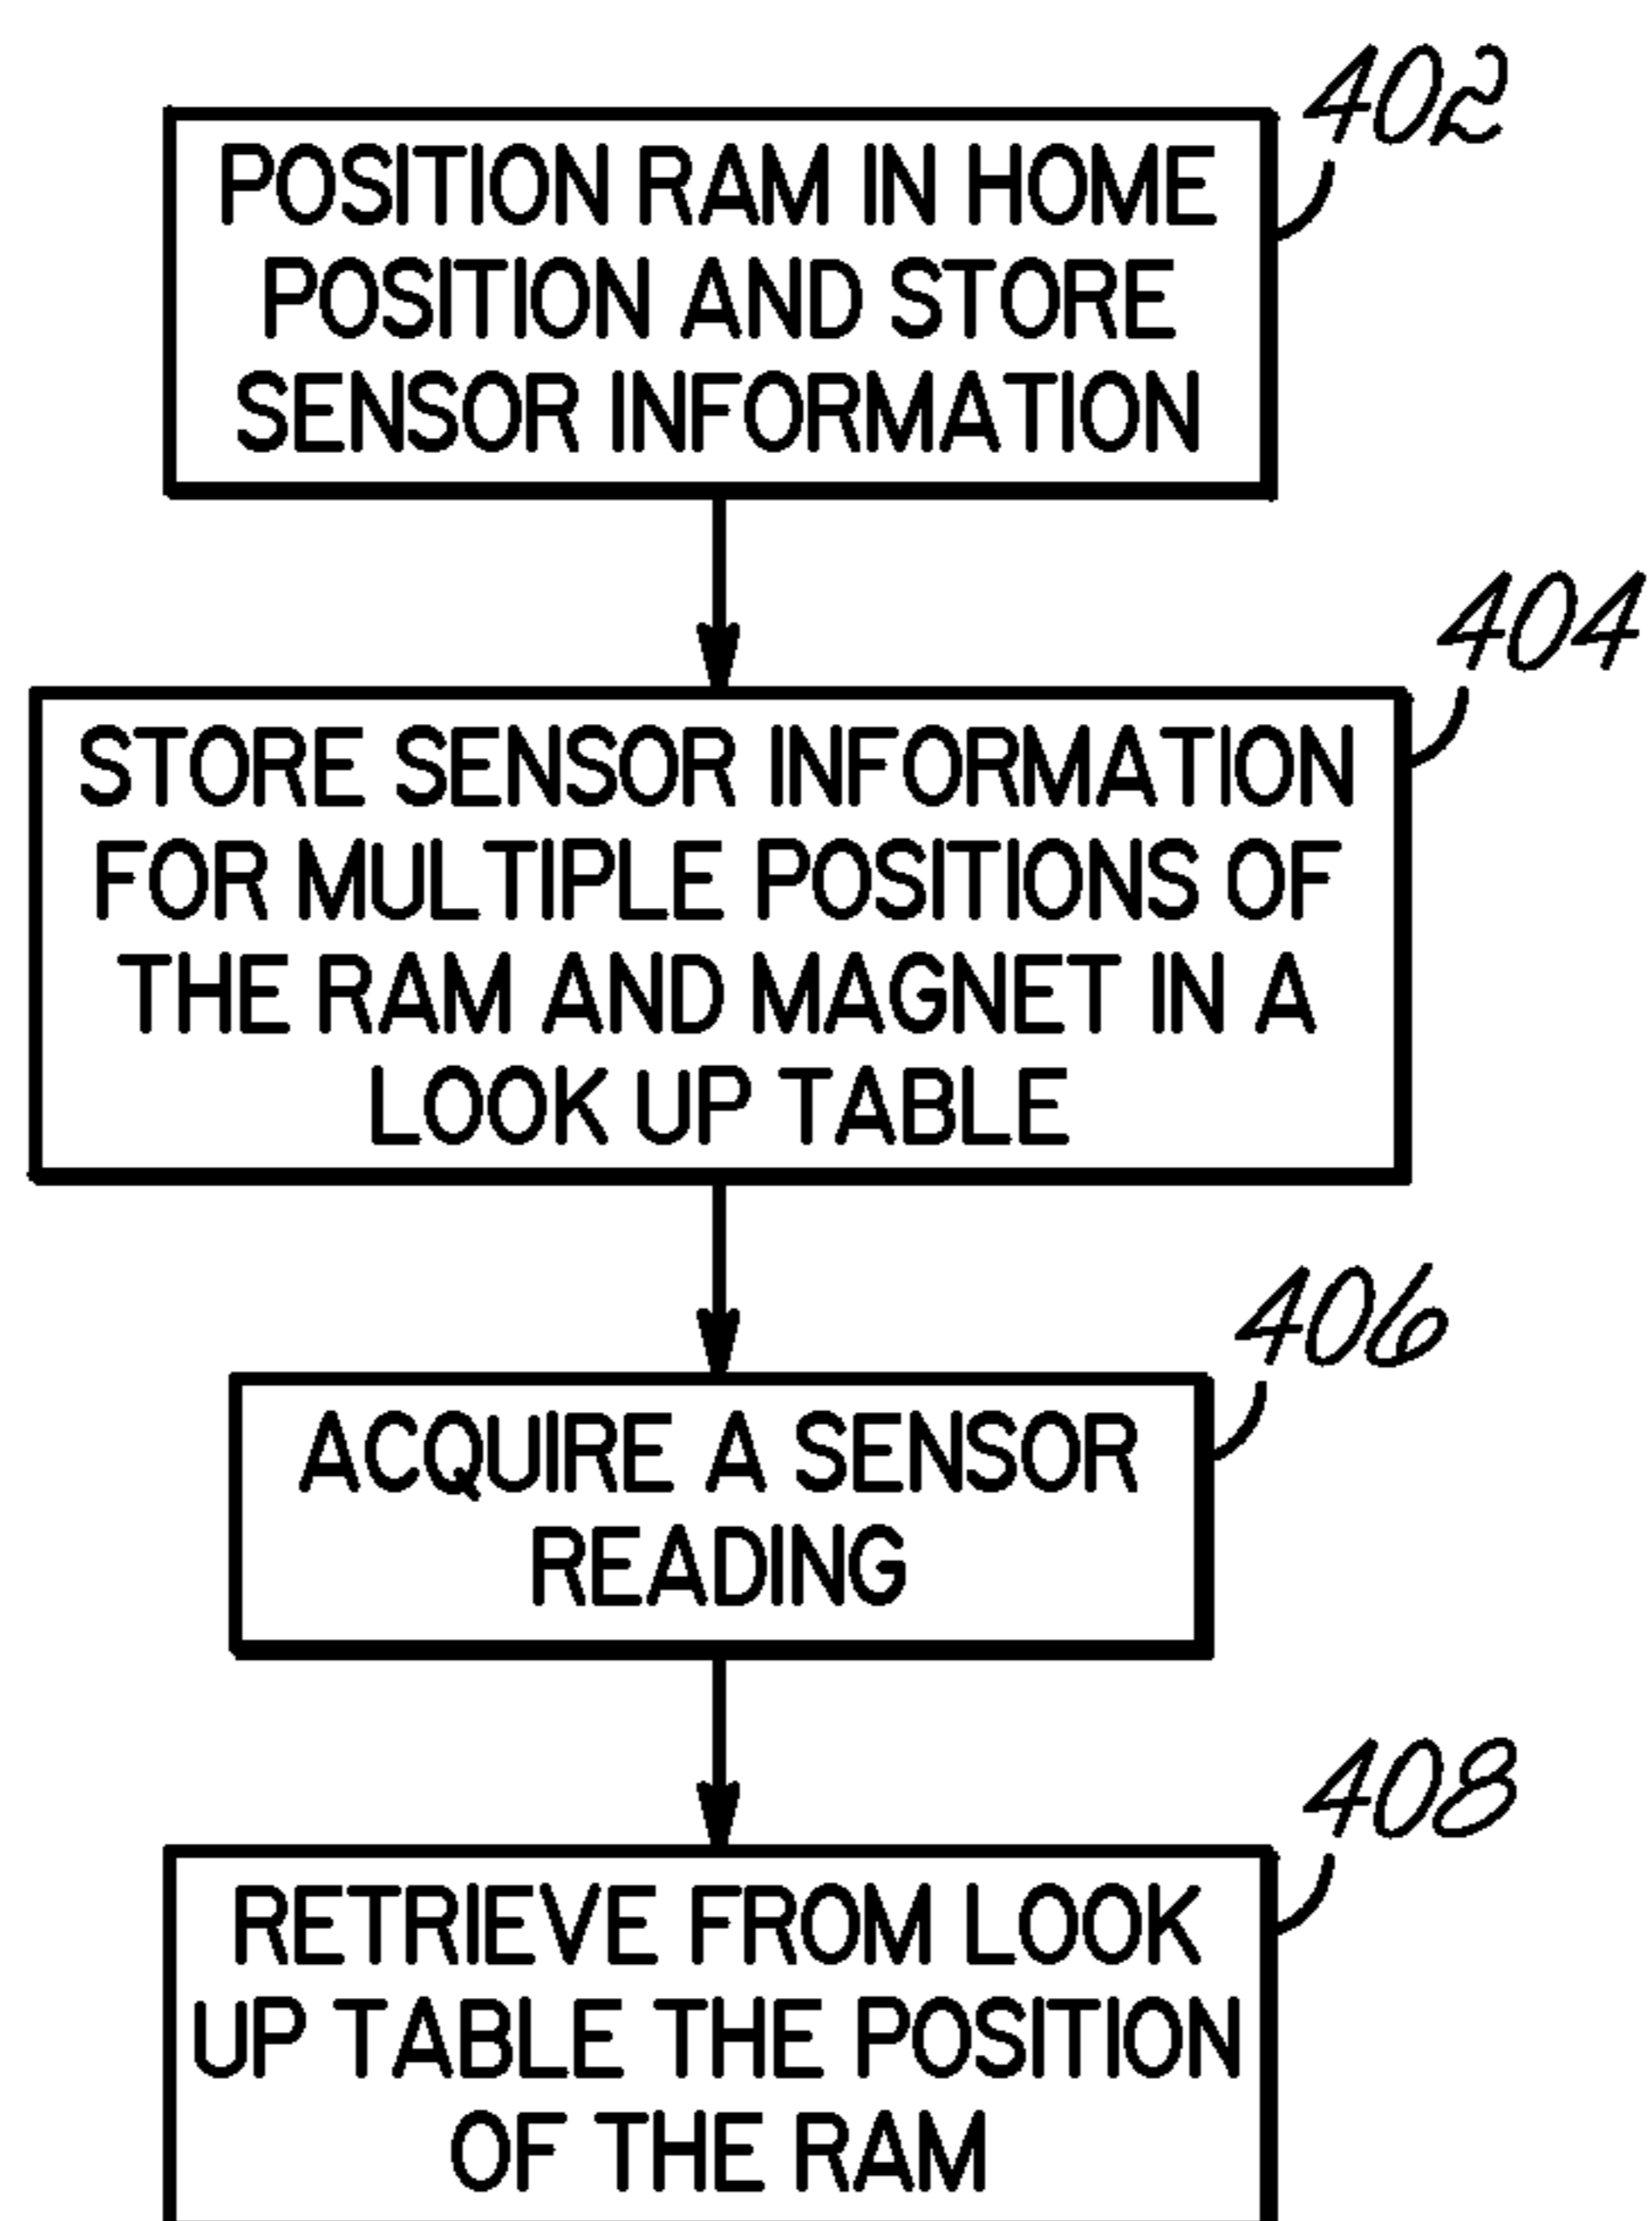 402
POSITION RAM IN HOME
POSITION AND STORE
SENSOR INFORMATION
404
STORE SENSOR INFORMATION
FOR MULTIPLE POSITIONS OF
THE RAM AND MAGNET IN A
LOOK UP TABLE
406
ACQUIRE A SENSOR
READING
408
RETRIEVE FROM LOOK
UP TABLE THE POSITION
OF THE RAM